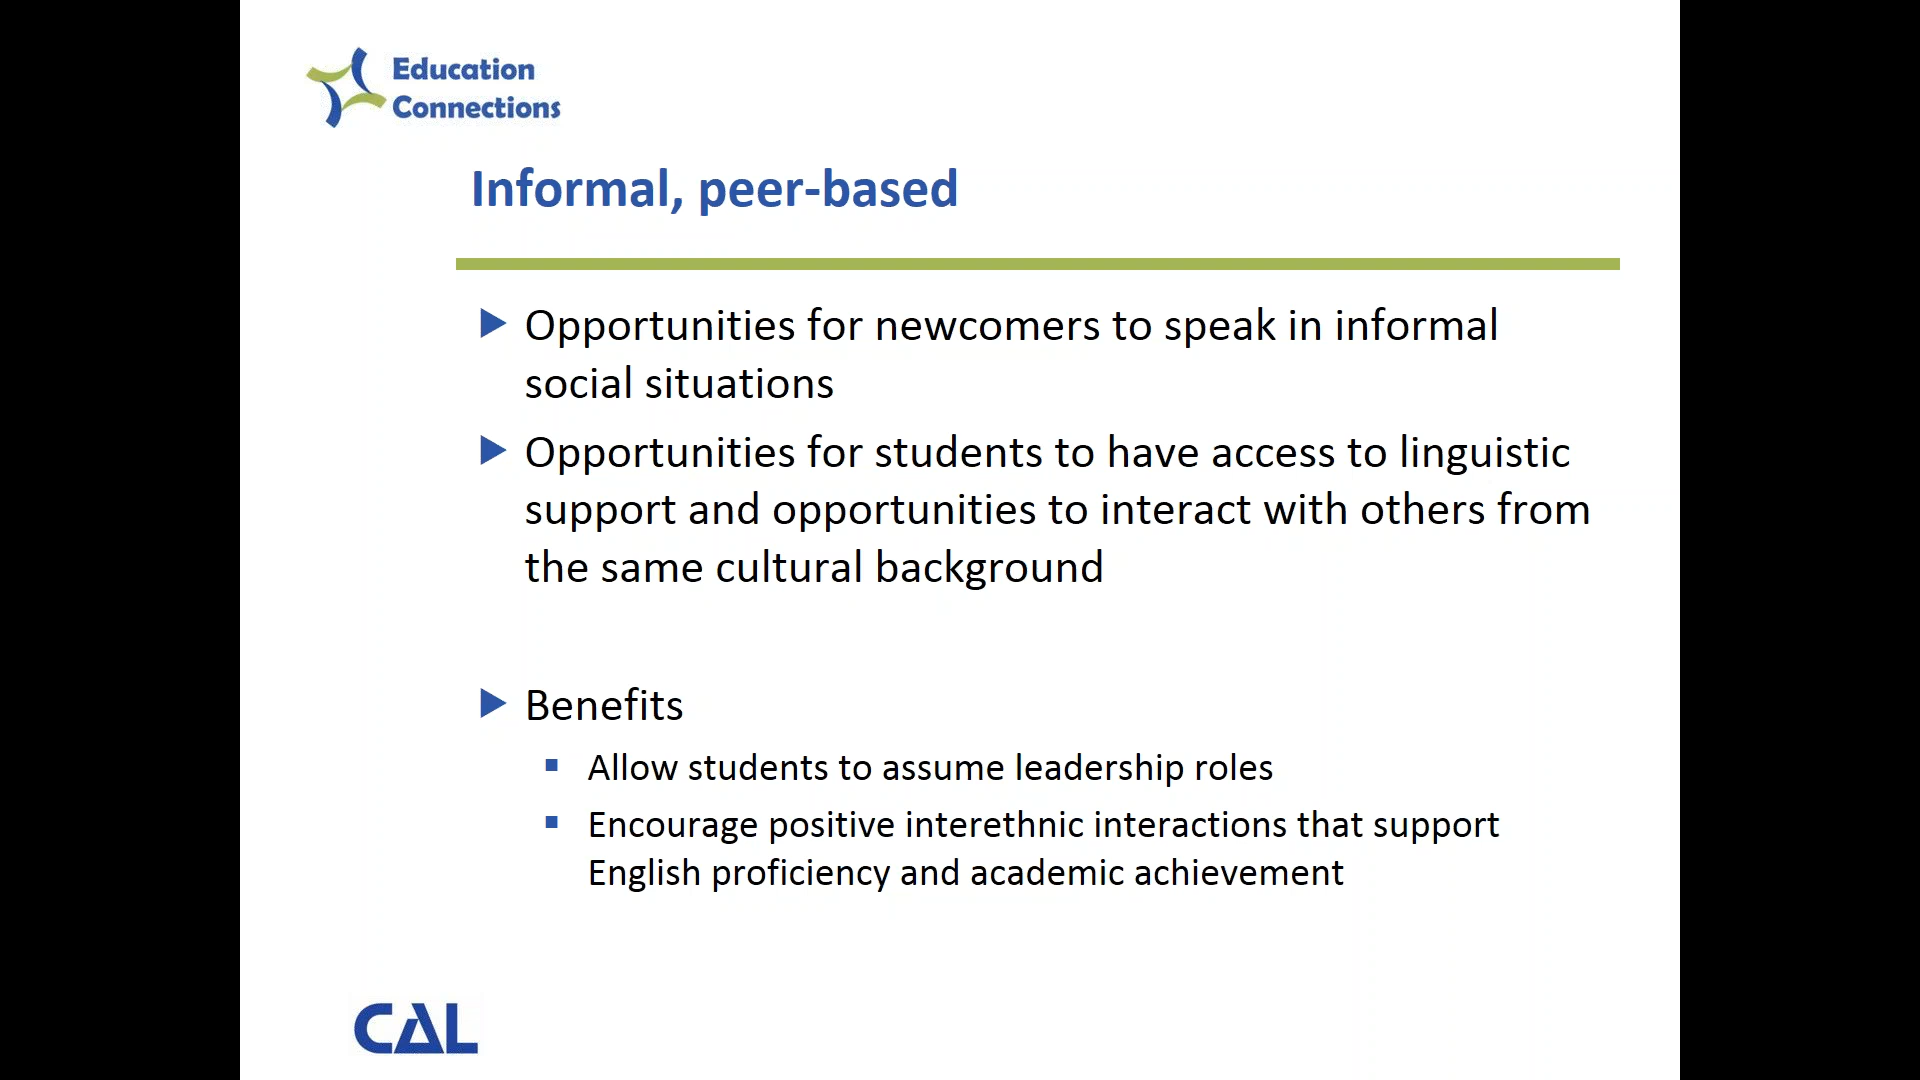 Education
Connections
Informal, peer-based
Opportunities for newcomers to speak in informal
social situations
Opportunities for students to have access to linguistic
support and opportunities to interact with others from
the same cultural background
Benefits
Allow students to assume leadership roles
Encourage positive interethnic interactions that support
English proficiency and academic achievement
CAL